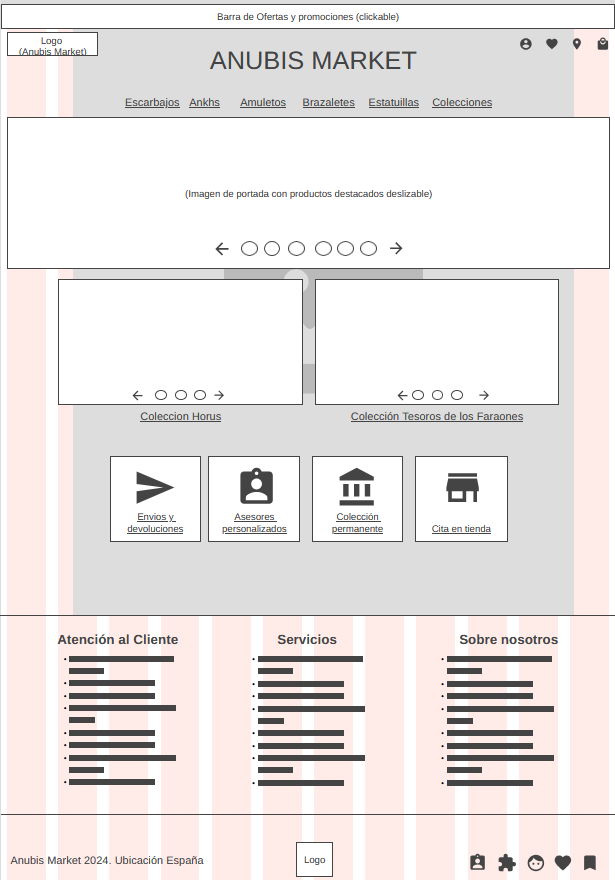 Barra de Ofertas y promociones (clickable)
Logo
(Anubis Market)
ANUBIS MARKET
Escarbajos Ankhs Amuletos Brazaletes Estatuillas Colecciones
(Imagen de portada con productos destacados deslizable)
Coleccion Horus
Colección Tesoros de los Faraones
Envios y
devoluciones
Asesores
personalizados
Colección
permanente
Cita en tienda
Atención al Cliente
Servicios
Sobre nosotros
Anubis Market 2024. Ubicación España
Logo